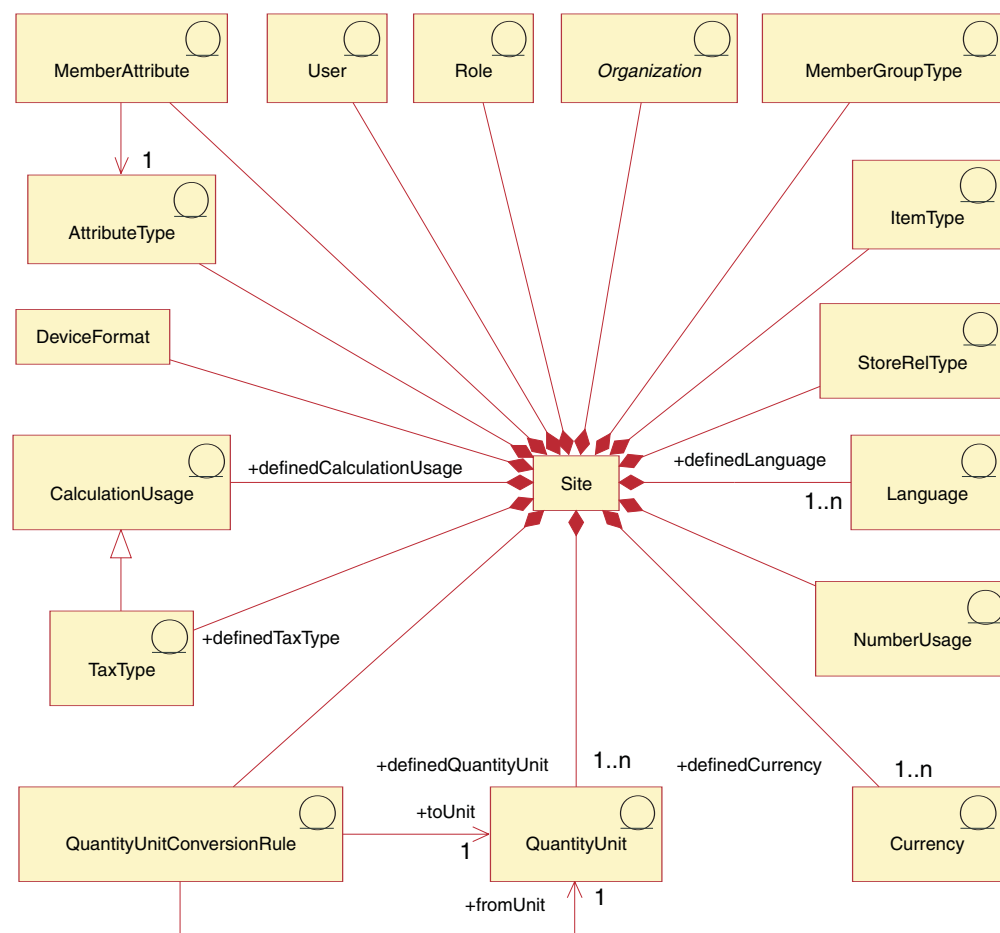 MemberAttribute
User
Role
Organization
MemberGroupType
1
AttributeType
ItemType
DeviceFormat
StoreRelType
+definedCalculationUsage
+definedLanguage
CalculationUsage
Site
1..n
Language
+definedTaxType
TaxType
NumberUsage
+definedQuantityUnit
1..n
+definedCurrency
1..n
+toUnit
QuantityUnitConversionRule
1
QuantityUnit
Currency
+fromUnit
1